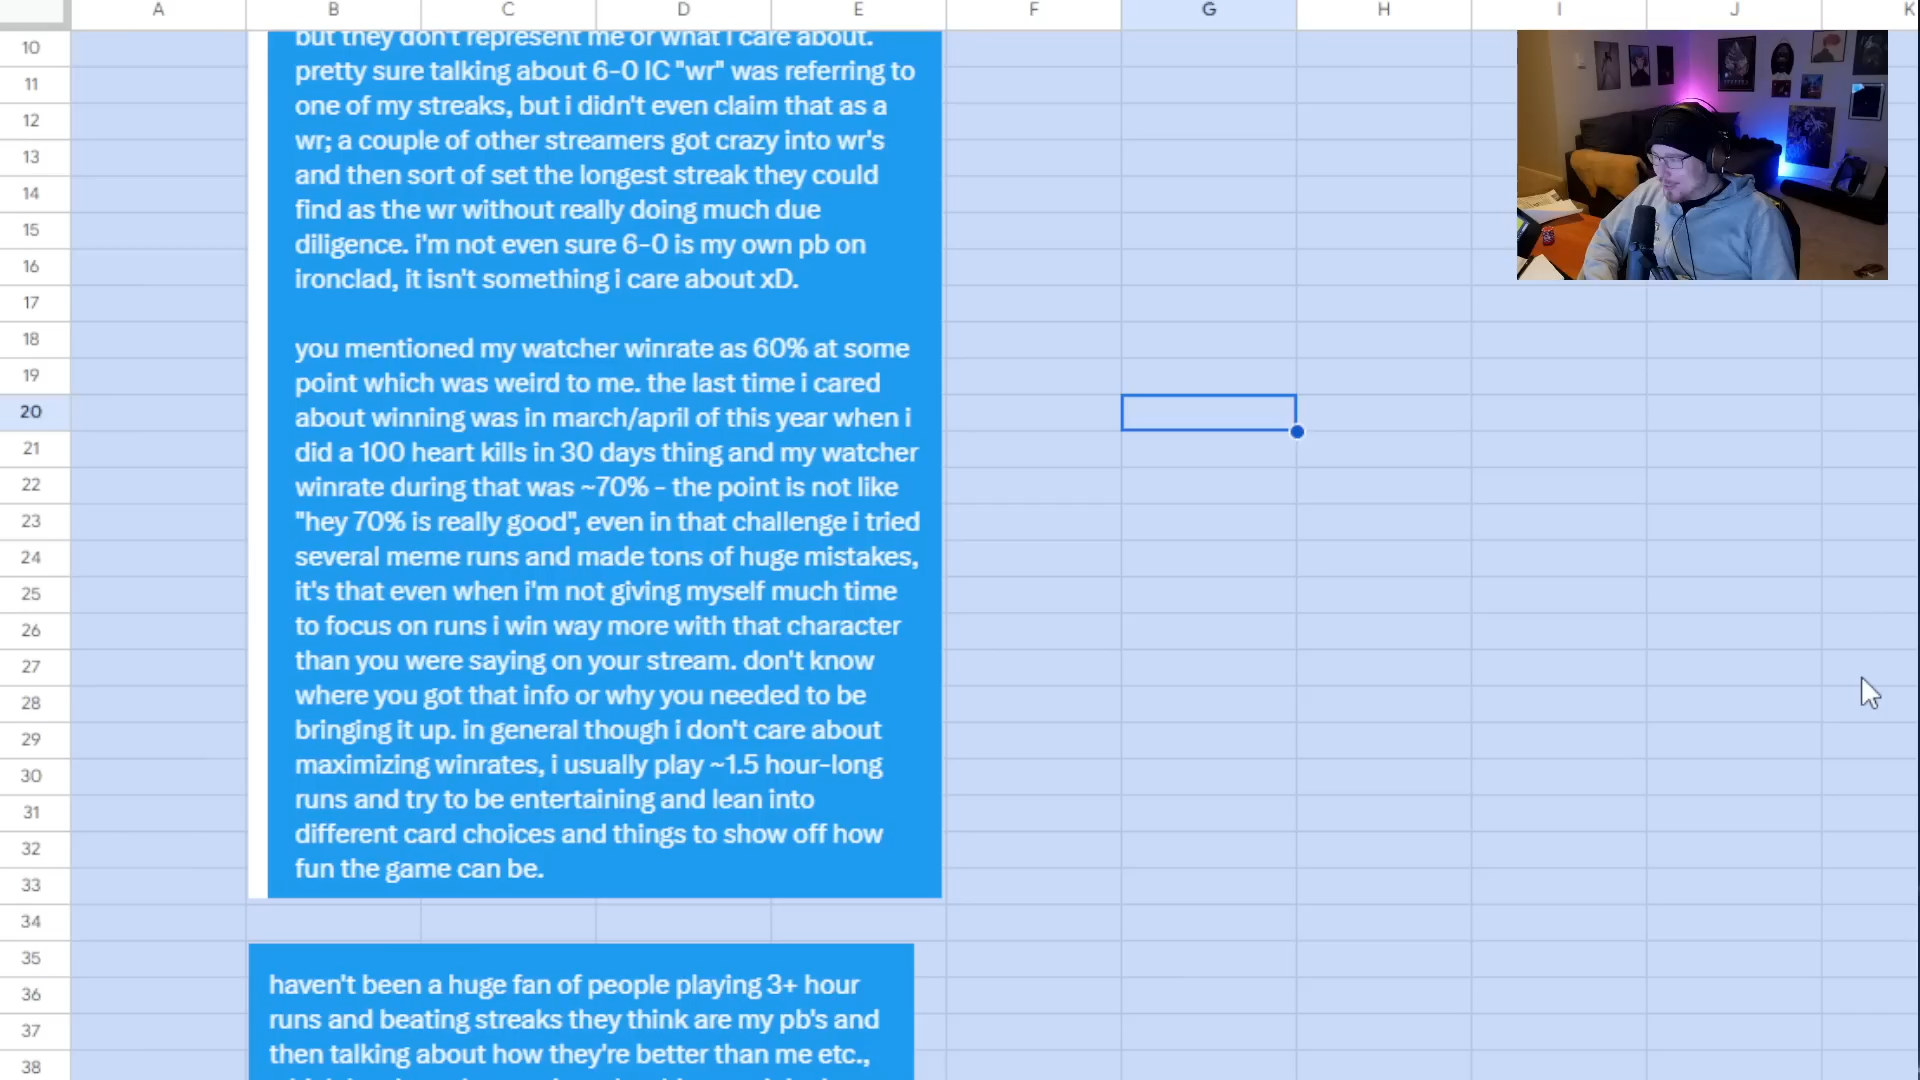 A B C D E F G H I J K
10
11
12
13
14
15
16
17
18
19
20
21
22
23
24
25
26
27
28
29
30
31
32
33
34
35
36
37
38
but they don't represent me or what i care about.
pretty sure talking about 6-0 IC "wr" was referring to
one of my streaks, but i didn't even claim that as a
wr; a couple of other streamers got crazy into wr's
and then sort of set the longest streak they could
find as the wr without really doing much due
diligence. i'm not even sure 6-0 is my own pb on
ironclad, it isn't something i care about xD.
you mentioned my watcher winrate as 60% at some
point which was weird to me. the last time i cared
about winning was in march/april of this year when i
did a 100 heart kills in 30 days thing and my watcher
winrate during that was ~70% - the point is not like
"hey 70% is really good", even in that challenge i tried
several meme runs and made tons of huge mistakes,
it's that even when i'm not giving myself much time
to focus on runs i win way more with that character
than you were saying on your stream. don't know
where you got that info or why you needed to be
bringing it up. in general though i don't care about
maximizing winrates, i usually play ~1.5 hour-long
runs and try to be entertaining and lean into
different card choices and things to show off how
fun the game can be.
haven't been a huge fan of people playing 3+ hour
runs and beating streaks they think are my pb's and
then talking about how they're better than me etc.,